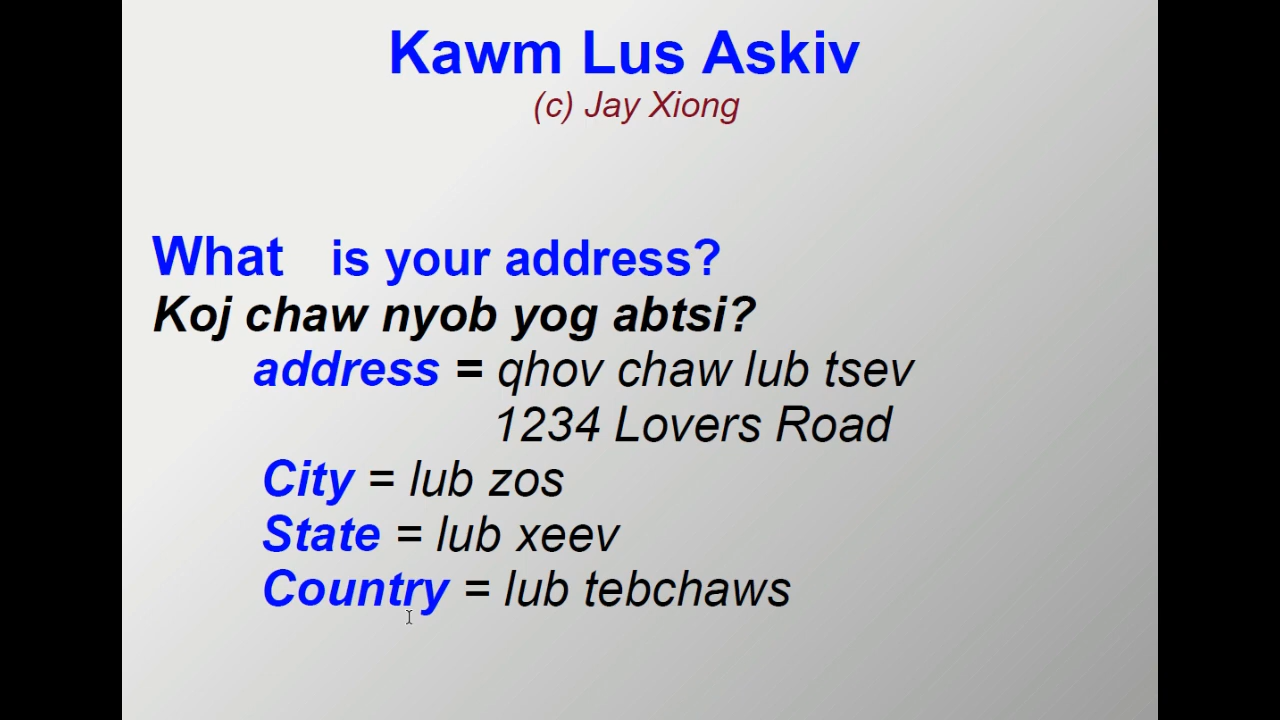 Kawm Lus Askiv
(c) Jay Xiong
What is your address?
Koj chaw nyob yog abtsi?
address = qhov chaw lub tsev
1234 Lovers Road
City = lub zos
State = lub xeev
Country = lub tebchaws